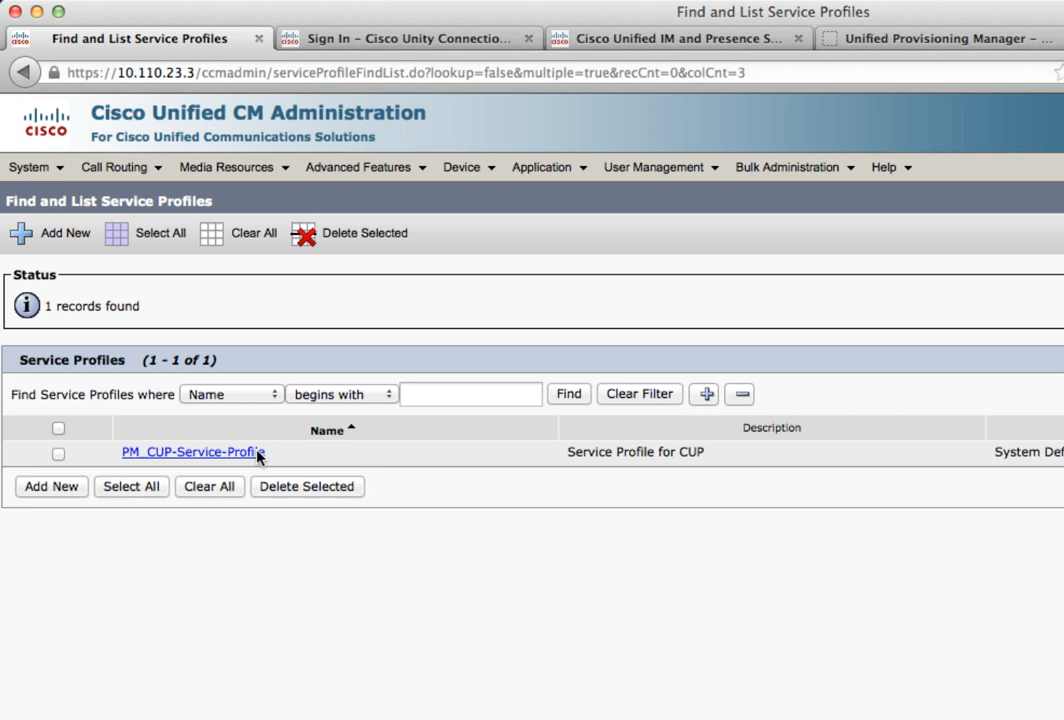 Find and List Service Profiles
Find and List Service Profiles
Sign In – Cisco Unity Connectio...
Cisco Unified IM and Presence S...
Unified Provisioning Manager – ...
https://10.110.23.3/ccmadmin/serviceProfileFindList.do?lookup=false&multiple=true&recCnt=0&colCnt=3
CISCO
Cisco Unified CM Administration
For Cisco Unified Communications Solutions
System Call Routing Media Resources Advanced Features Device Application User Management Bulk Administration Help
Find and List Service Profiles
Add New Select All Clear All Delete Selected
Status
1 records found
Service Profiles (1 - 1 of 1)
Find Service Profiles where Name begins with Find Clear Filter
Name Description
PM_CUP-Service-Profile Service Profile for CUP System Def
Add New Select All Clear All Delete Selected